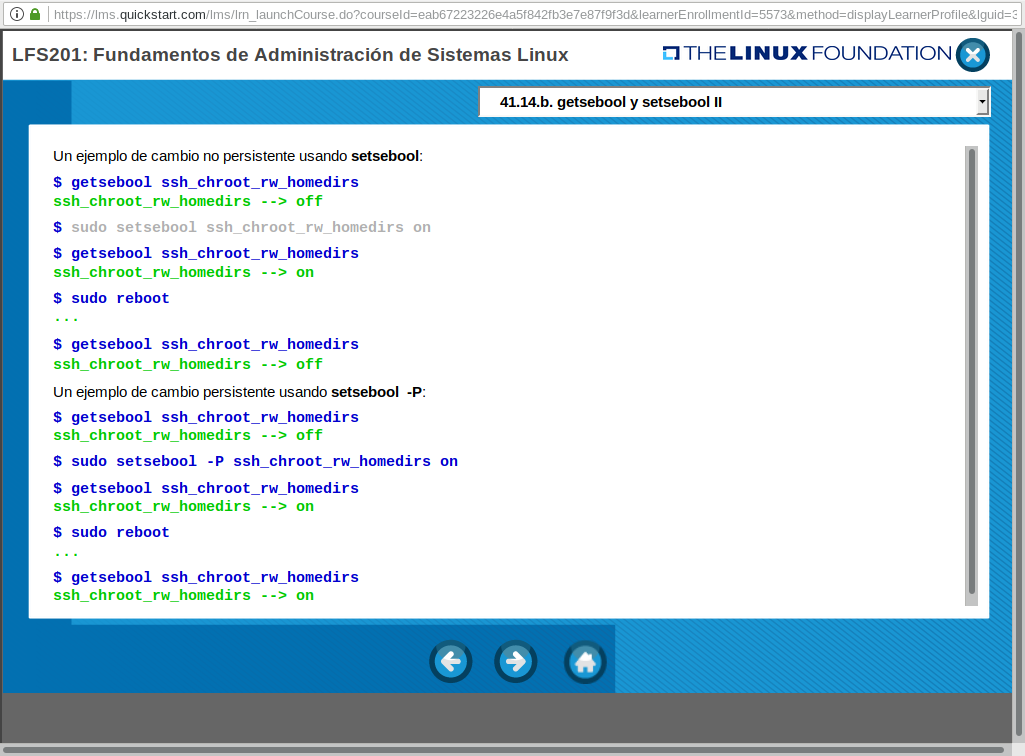 https://lms.quickstart.com/lms/lrn_launchCourse.do?courseId=eab67223226e4a5f842fb3e7e87f9f3d&learnerEnrollmentId=5573&method=displayLearnerProfile&lguid=3
LFS201: Fundamentos de Administración de Sistemas Linux
THE LINUX FOUNDATION
41.14.b. getsebool y setsebool II
Un ejemplo de cambio no persistente usando setsebool:
$ getsebool ssh_chroot_rw_homedirs
ssh_chroot_rw_homedirs --> off
$ sudo setsebool ssh_chroot_rw_homedirs on
$ getsebool ssh_chroot_rw_homedirs
ssh_chroot_rw_homedirs --> on
$ sudo reboot
...
$ getsebool ssh_chroot_rw_homedirs
ssh_chroot_rw_homedirs --> off
Un ejemplo de cambio persistente usando setsebool -P:
$ getsebool ssh_chroot_rw_homedirs
ssh_chroot_rw_homedirs --> off
$ sudo setsebool -P ssh_chroot_rw_homedirs on
$ getsebool ssh_chroot_rw_homedirs
ssh_chroot_rw_homedirs --> on
$ sudo reboot
...
$ getsebool ssh_chroot_rw_homedirs
ssh_chroot_rw_homedirs --> on